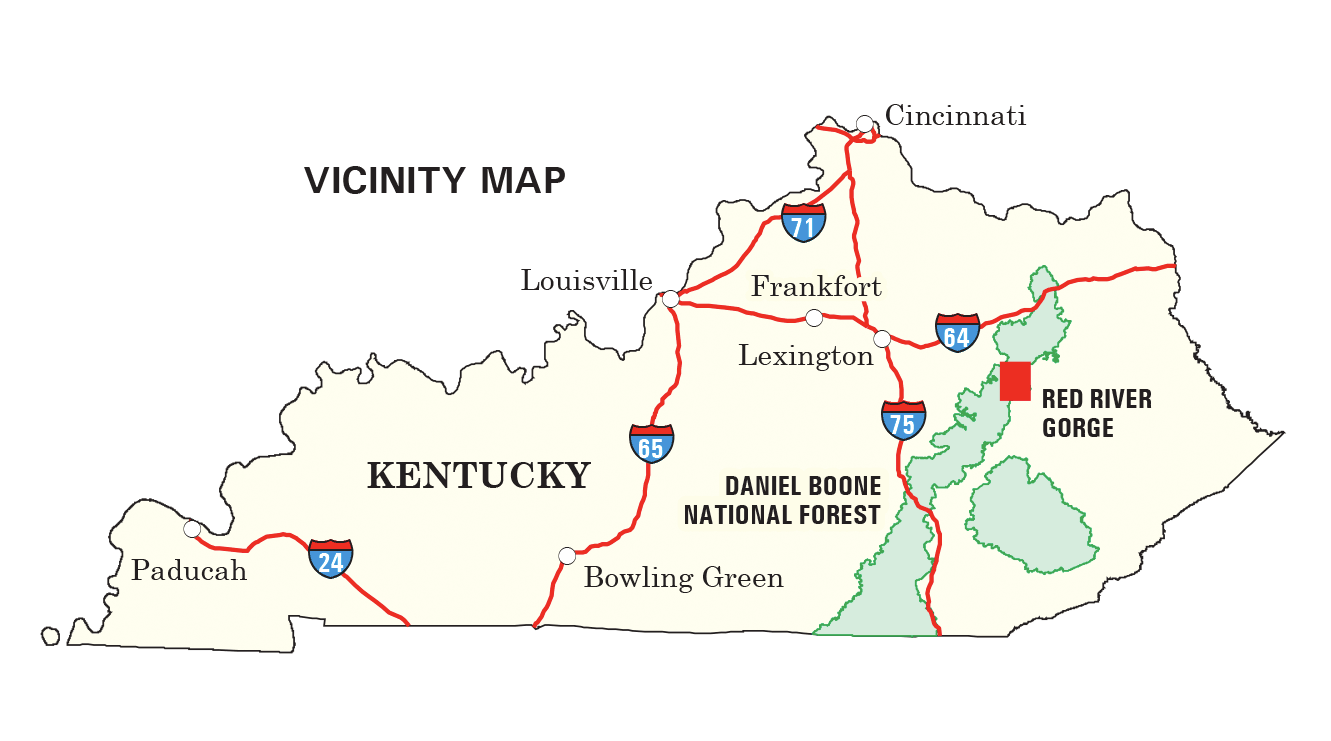 Cincinnati
VICINITY MAP
71
Louisville
Frankfort
64
Lexington
RED RIVER
GORGE
75
65
KENTUCKY
DANIEL BOONE
NATIONAL FOREST
24
Paducah
Bowling Green